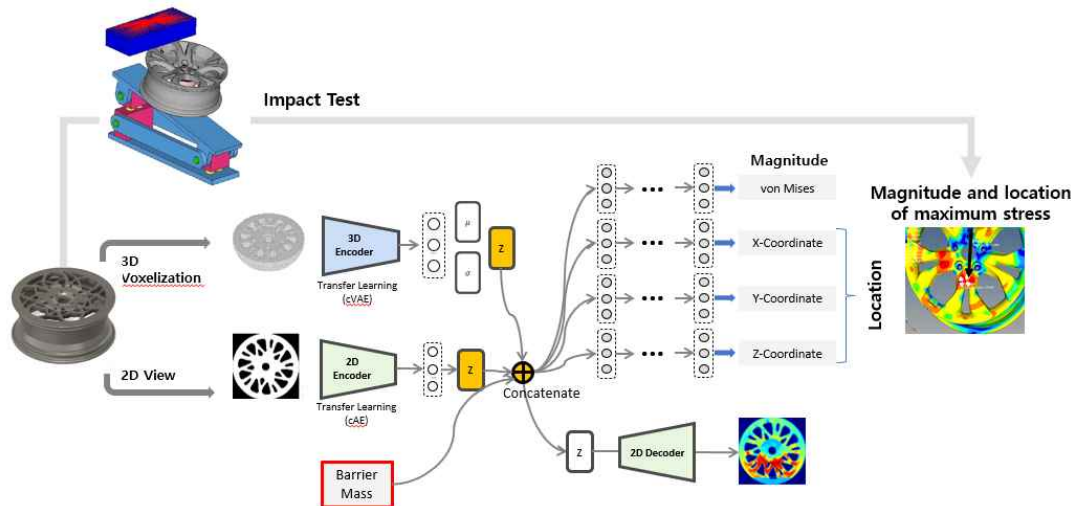 Impact Test
Magnitude
von Mises
Magnitude and location
of maximum stress
X-Coordinate
3D
Encoder
μ
Z
3D
Voxelization
σ
Location
Transfer Learning
(cVAE)
Y-Coordinate
Z-Coordinate
2D View
2D
Encoder
Z
Concatenate
Transfer Learning
(cAE)
Z
2D Decoder
Barrier
Mass